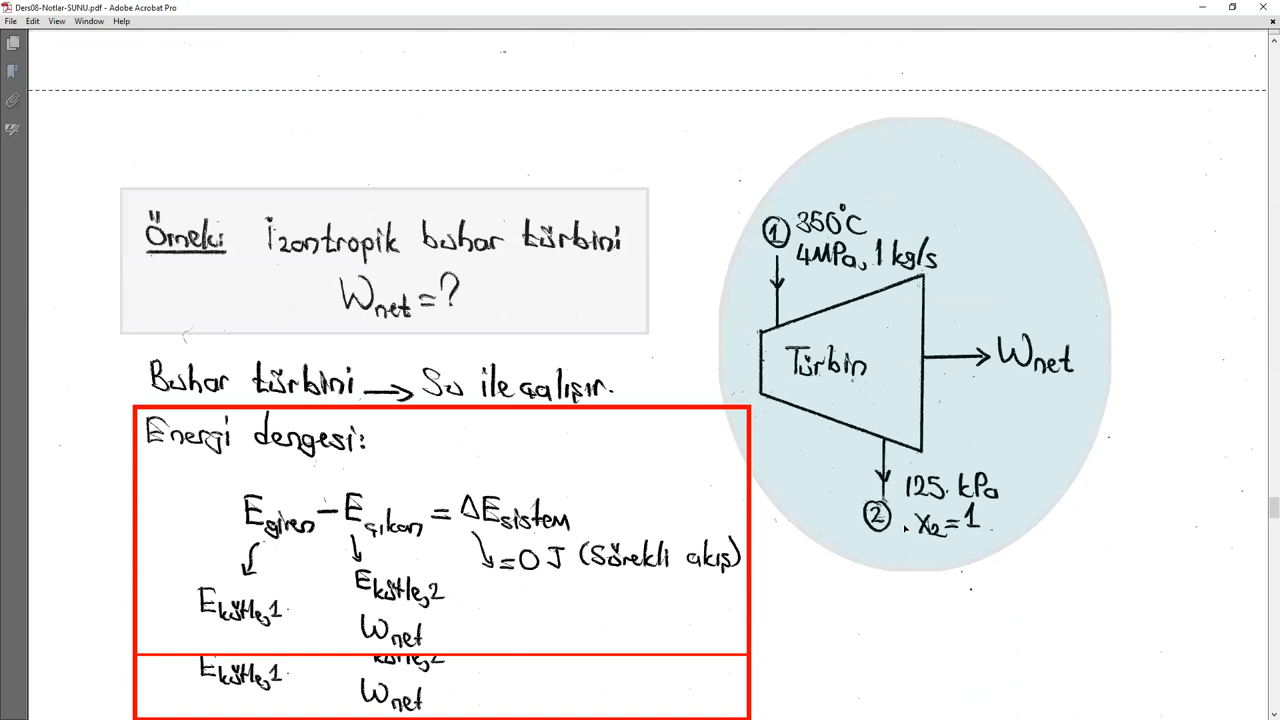 Ders08-Notlar-SUNU.pdf - Adobe Acrobat Pro
File Edit View Window Help
Örnek: İzontropik buhar türbini
Wnet=?
Buhar türbini → Su ile çalışır.
Energi dengesi:
Egiren - Eçıkan = ΔEsistem
=0 J (Sürekli akış)
Ekütle,1
Ekütle,2
Wnet
Ekütle,1
kütle,2
Wnet
1 350°C
4MPa, 1 kg/s
Türbin
Wnet
125. kPa
2 x2=1